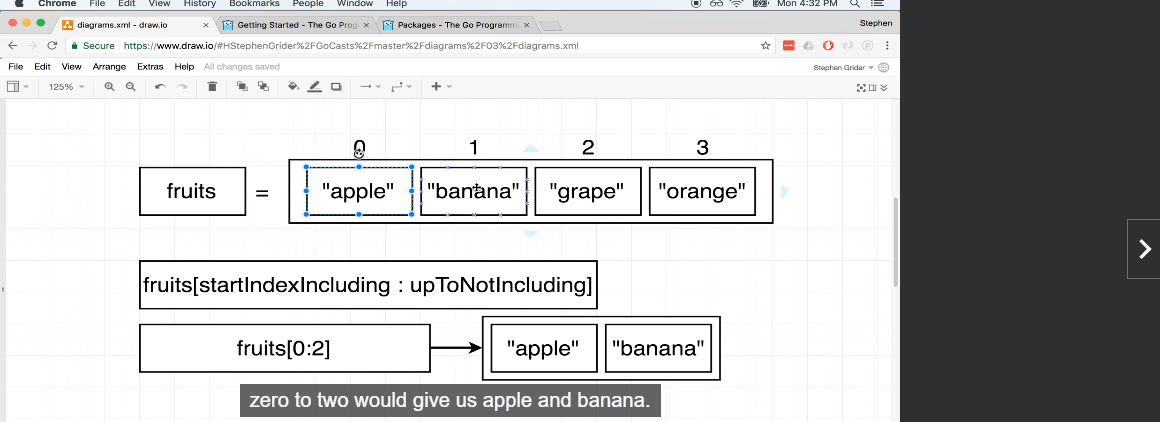 Chrome File Edit View History Bookmarks People Window Help Mon 4:32 PM
diagrams.xml - draw.io × Getting Started - The Go Prog × Packages - The Go Programm × Stephen
Secure https://www.draw.io/#HStephenGrider%2FGoCasts%2Fmaster%2Fdiagrams%2F03%2Fdiagrams.xml
File Edit View Arrange Extras Help All changes saved Stephen Grider
125%
0 1 2 3
fruits = "apple" "banana" "grape" "orange"
fruits[startIndexIncluding : upToNotIncluding]
fruits[0:2] "apple" "banana"
zero to two would give us apple and banana.